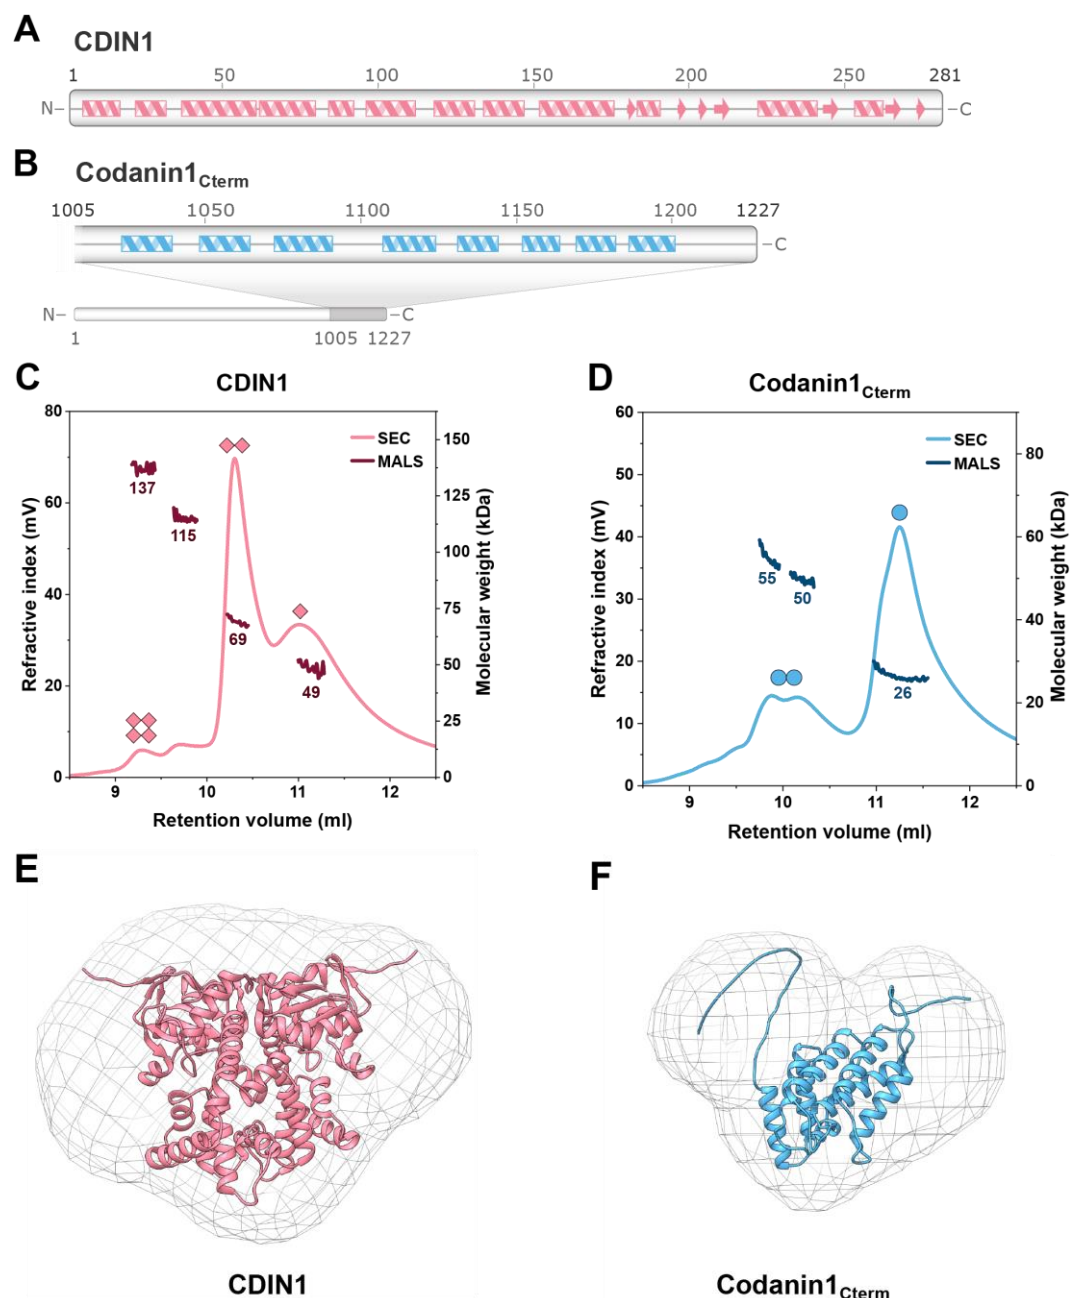 A
CDIN1
1 50 100 150 200 250 281
N– –C
B
Codanin1Cterm
1005 1050 1100 1150 1200 1227
–C
N– –C
1 1005 1227
C
CDIN1
80
60
40
20
0
Refractive index (mV)
150
125
100
75
50
25
0
Molecular weight (kDa)
SEC
MALS
137
115
69
49
9 10 11 12
Retention volume (ml)
D
Codanin1Cterm
60
50
40
30
20
10
0
Refractive index (mV)
80
60
40
20
0
Molecular weight (kDa)
SEC
MALS
55
50
26
9 10 11 12
Retention volume (ml)
E
CDIN1
F
Codanin1Cterm